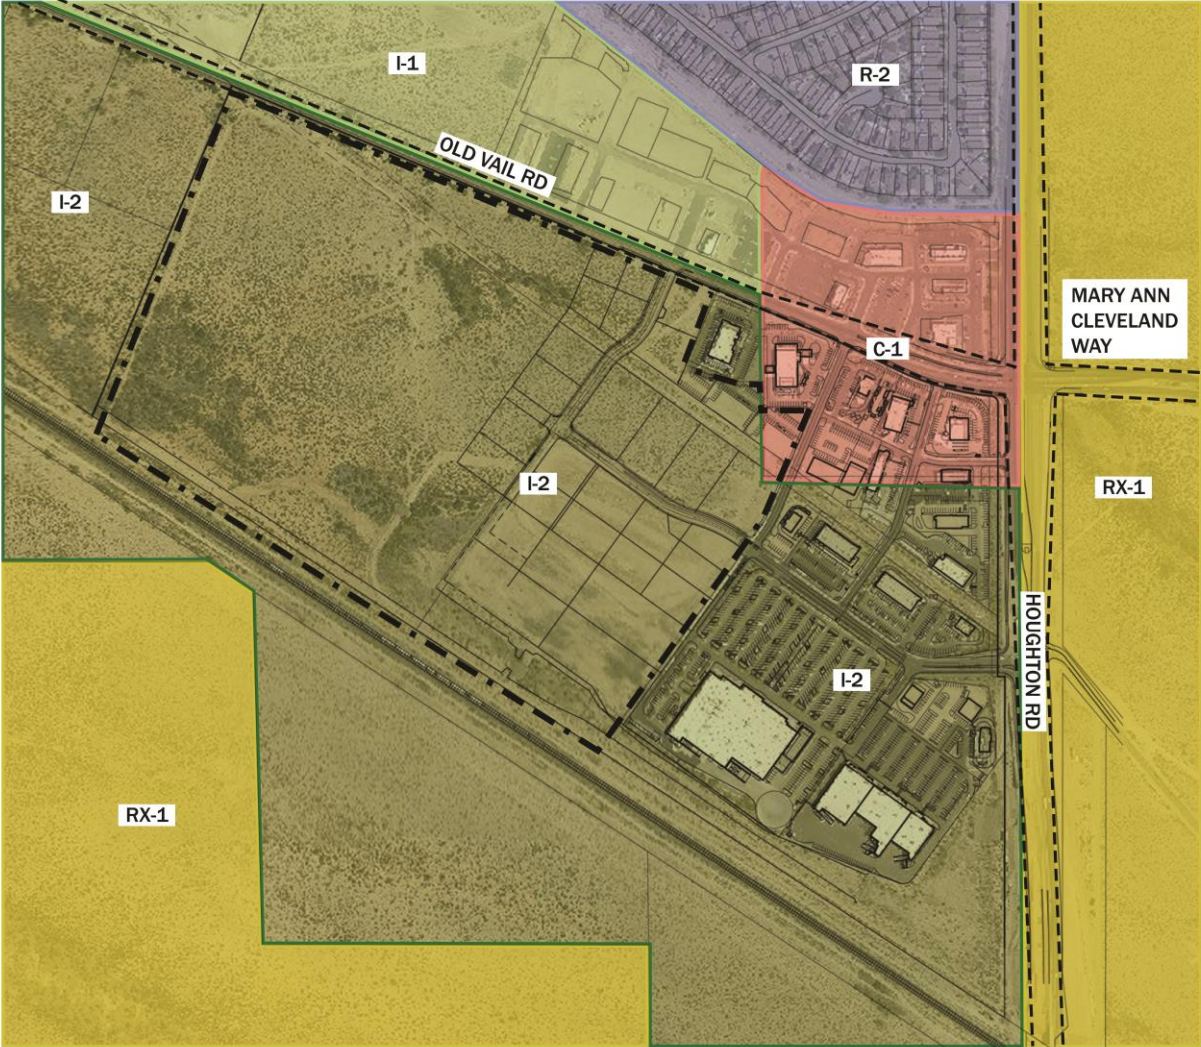 I-1
R-2
OLD VAIL RD
I-2
MARY ANN
CLEVELAND
WAY
C-1
I-2
RX-1
HOUGHTON RD
I-2
RX-1